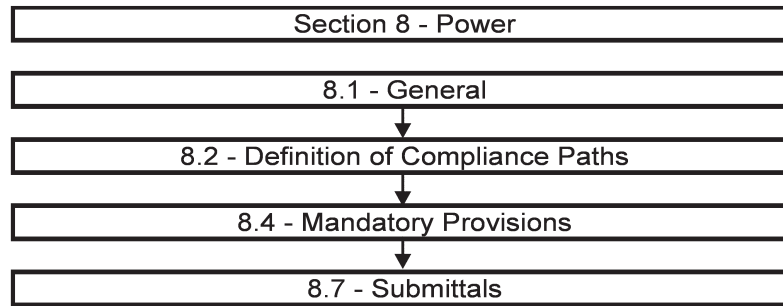 Section 8 - Power
8.1 - General
8.2 - Definition of Compliance Paths
8.4 - Mandatory Provisions
8.7 - Submittals